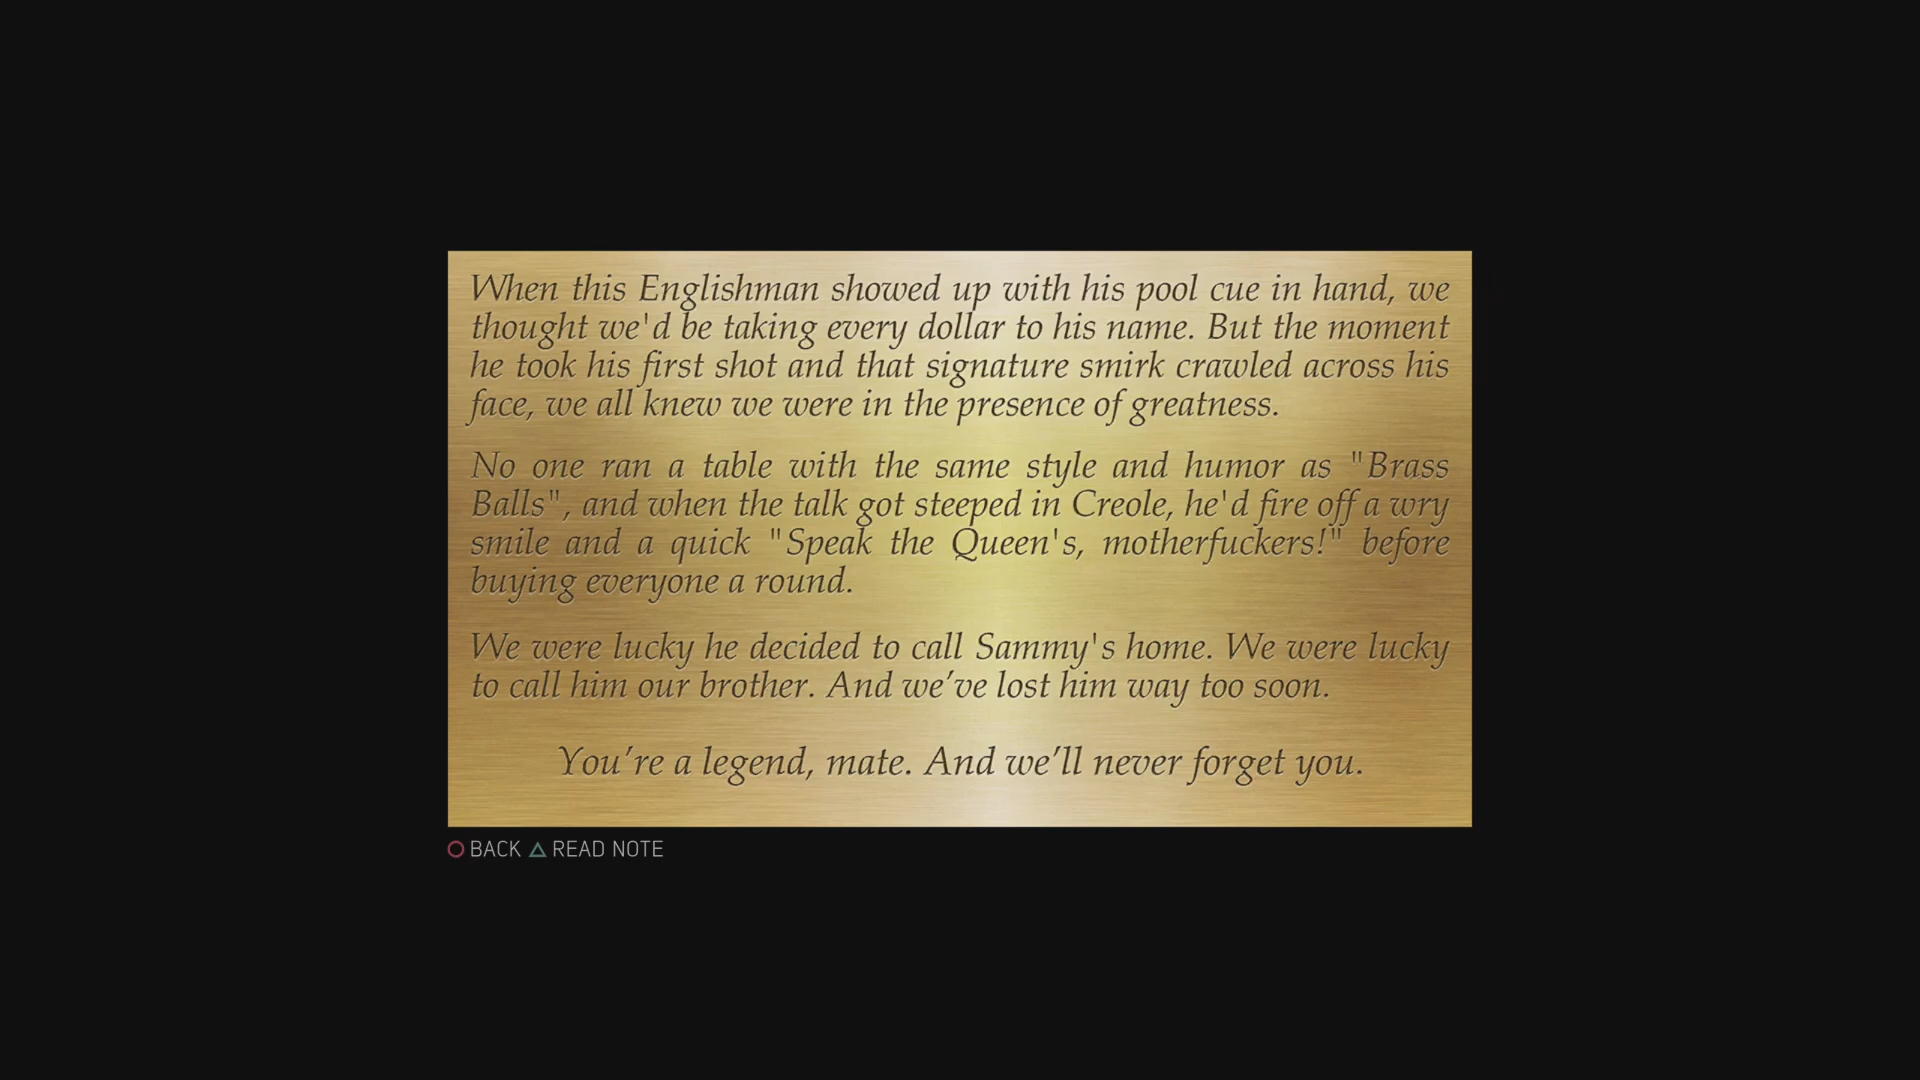 When this Englishman showed up with his pool cue in hand, we
thought we'd be taking every dollar to his name. But the moment
he took his first shot and that signature smirk crawled across his
face, we all knew we were in the presence of greatness.
No one ran a table with the same style and humor as "Brass
Balls", and when the talk got steeped in Creole, he'd fire off a wry
smile and a quick "Speak the Queen's, motherfuckers!" before
buying everyone a round.
We were lucky he decided to call Sammy's home. We were lucky
to call him our brother. And we’ve lost him way too soon.
You’re a legend, mate. And we’ll never forget you.
BACK READ NOTE